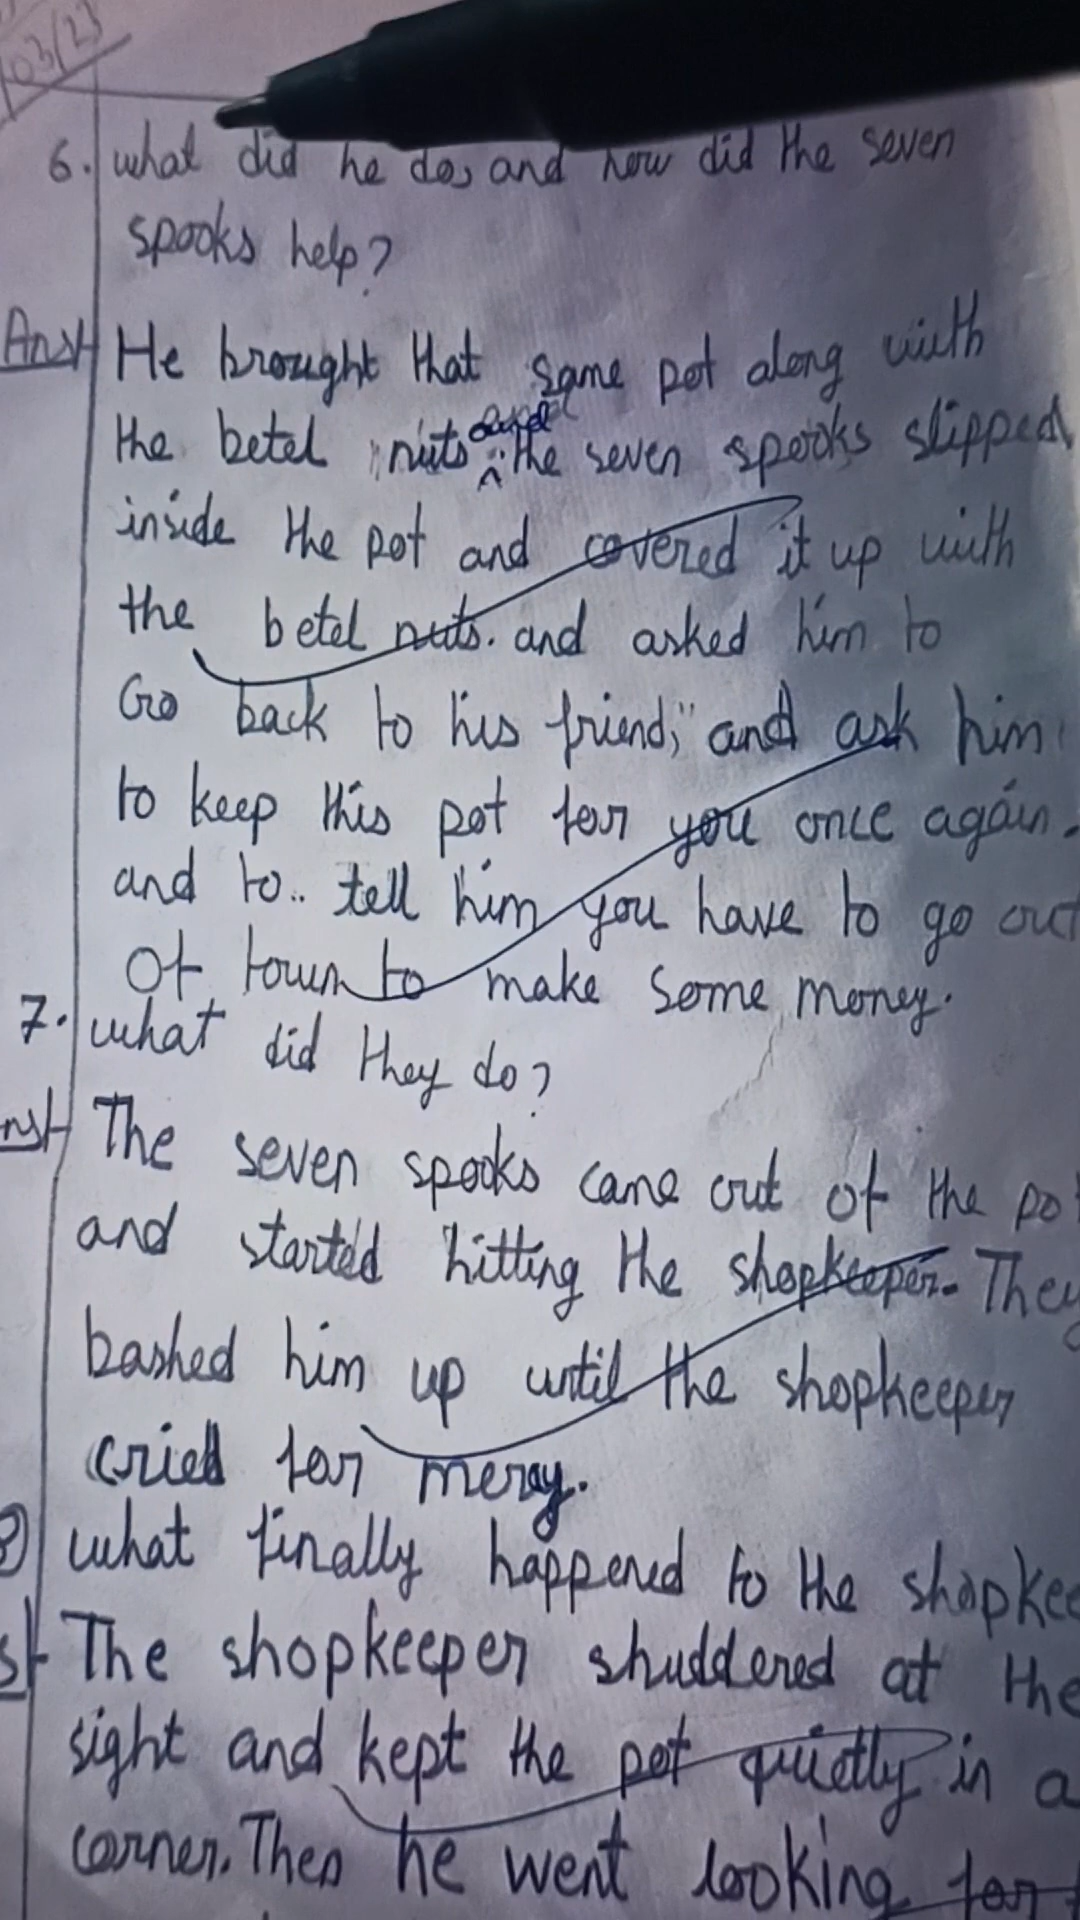 03/23
6. what did he do, and how did the seven
spooks help?
Ans+ He brought that same pot along with
the betel nuts and the seven spooks slipped
inside the pot and covered it up with
the betel nuts. and asked him to
Go back to his friend;" and ask him
to keep this pot for you once again.
and to.. tell him you have to go out
Of town to make some money.
7. what did they do?
The seven spooks came out of the
and started hitting the shopkeeper. They
bashed him up until the shopkeeper
cried for mercy.
what finally happened to the
The shopkeeper shuddered at the
sight and kept the pot quietly in a
corner. Then he went looking for